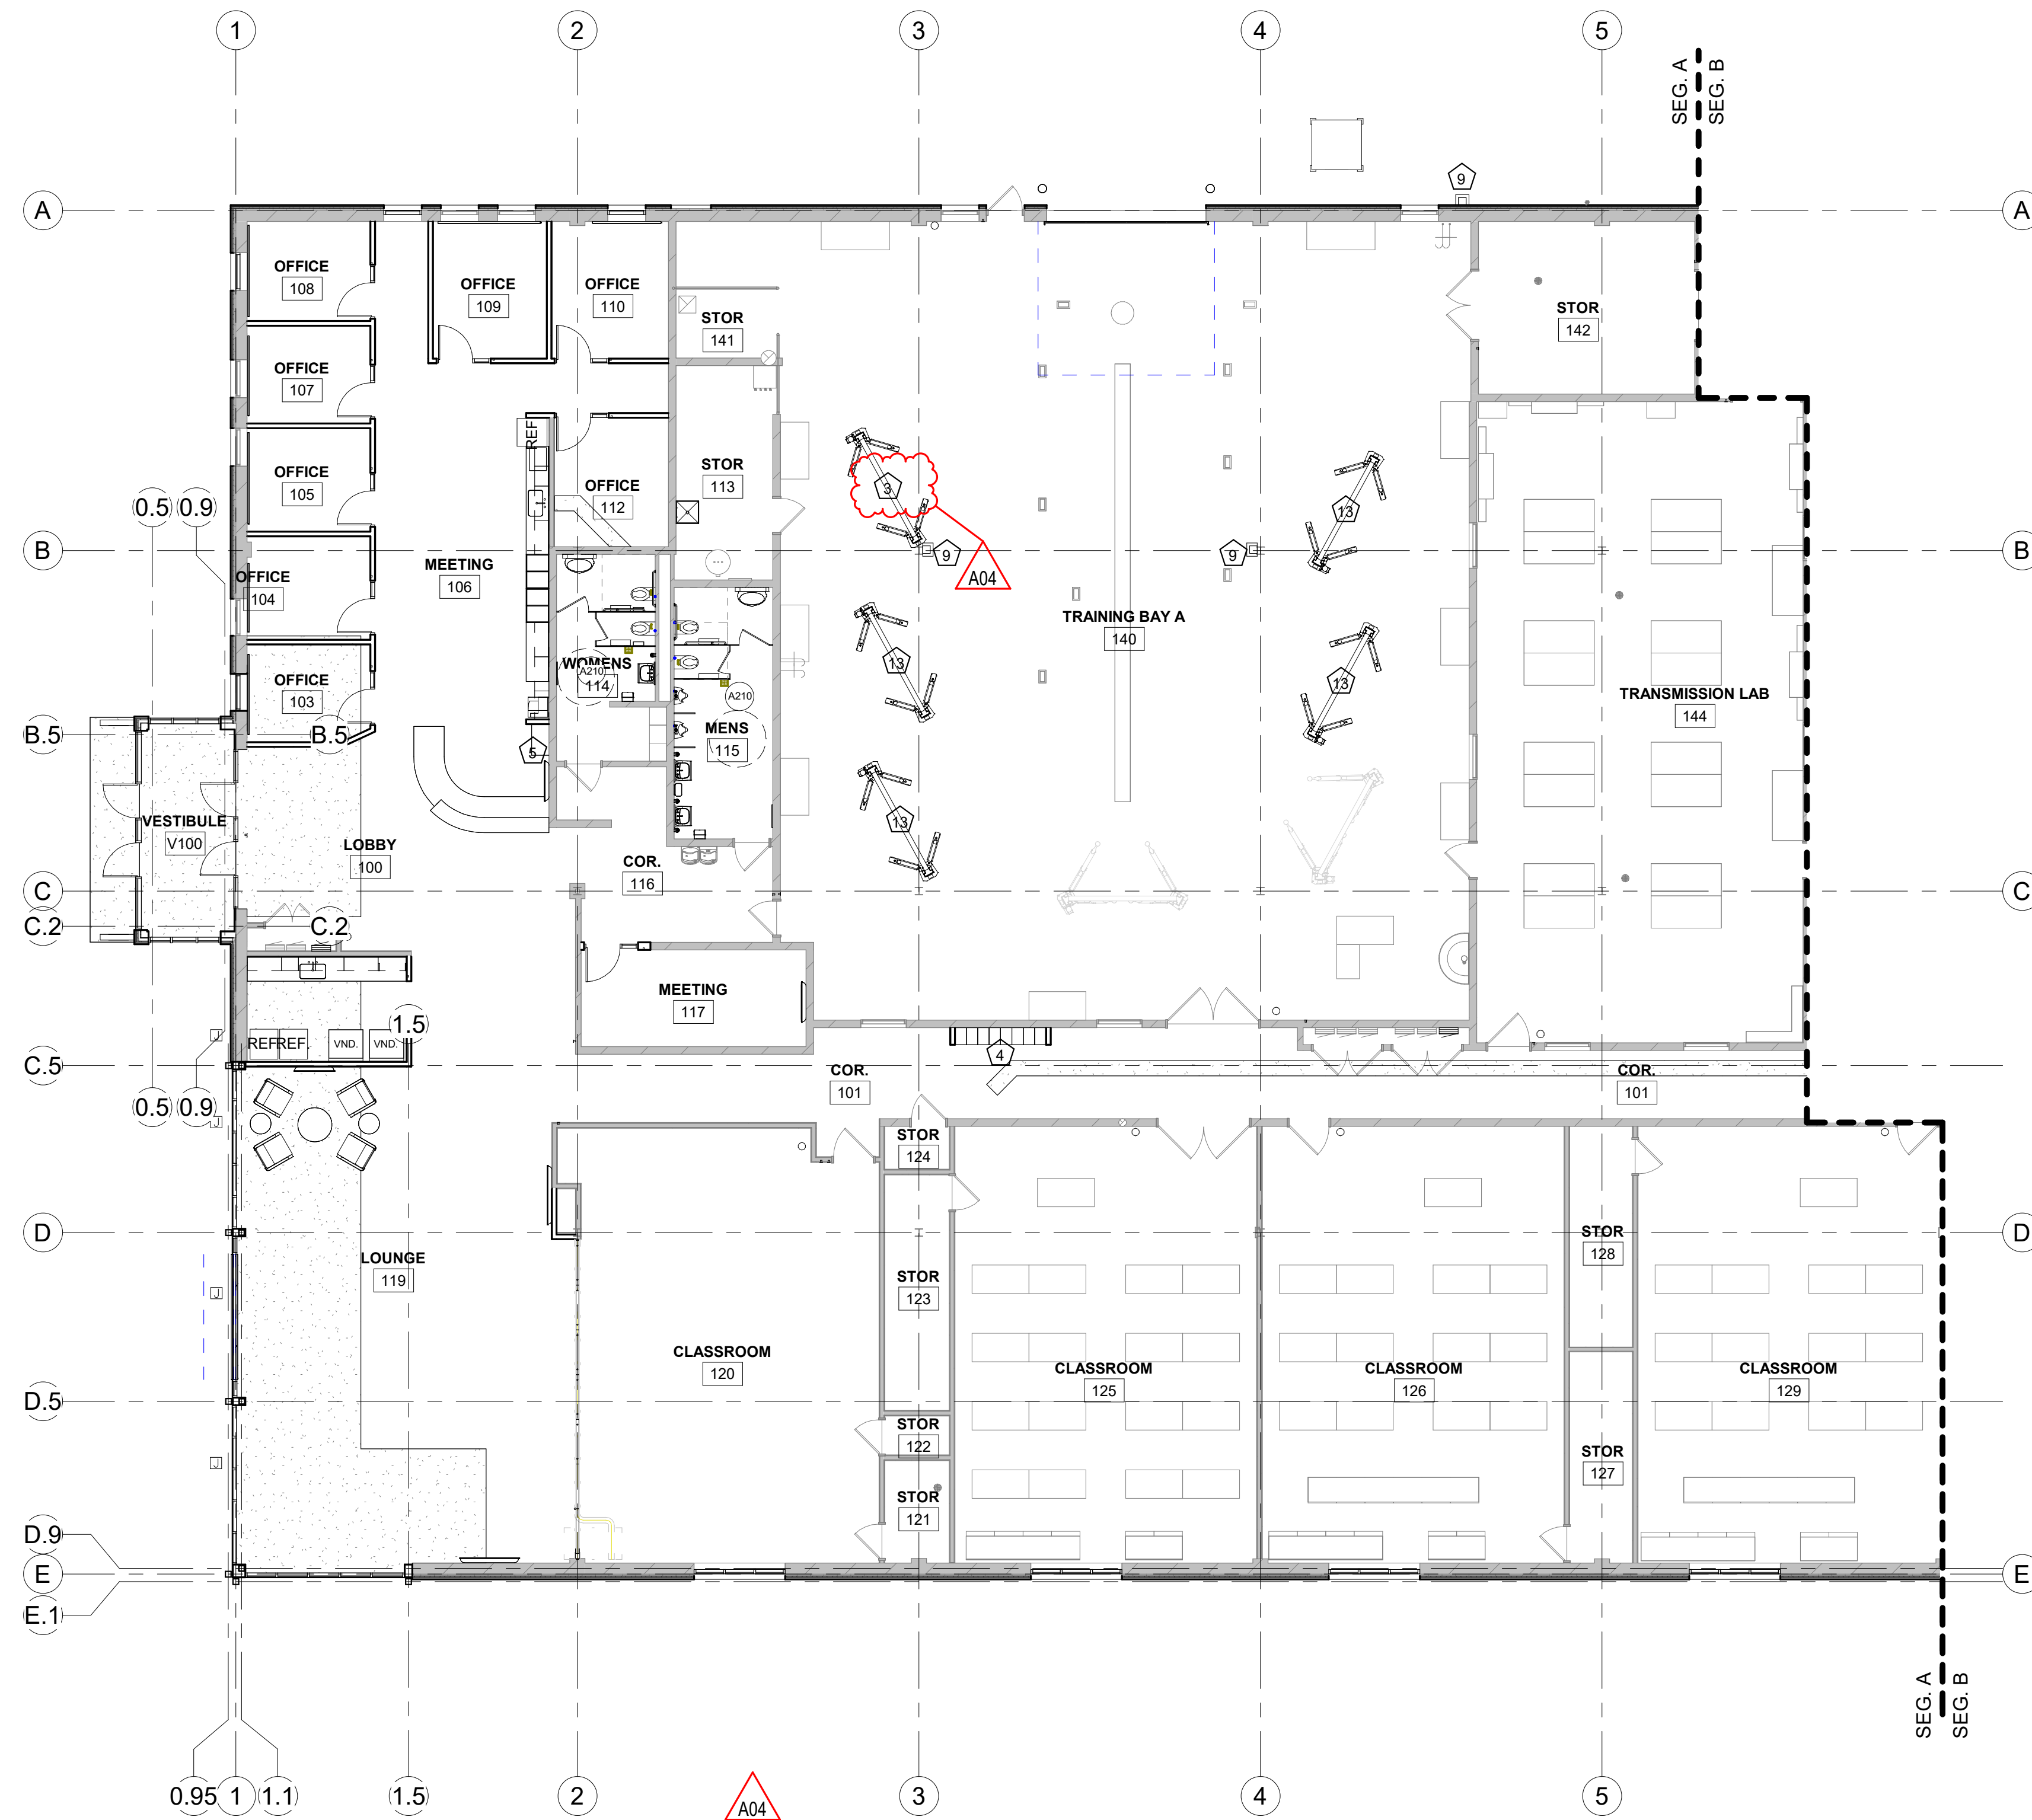 1
2
3
4
5
SEG. A
SEG. B
9
A
A
OFFICE
108
OFFICE
109
OFFICE
110
STOR
141
STOR
142
OFFICE
107
REF.
OFFICE
105
STOR
113
OFFICE
112
3
13
0.5
0.9
B
9
9
B
A04
MEETING
106
OFFICE
104
TRAINING BAY A
140
WOMENS
114
A210
13
13
OFFICE
103
A210
TRANSMISSION LAB
144
B.5
B.5
5
MENS
115
VESTIBULE
V100
LOBBY
100
13
COR.
116
C
C
C.2
C.2
MEETING
117
1.5
REF.
REF.
VND.
VND.
J
4
C.5
COR.
101
COR.
101
0.5
0.9
J
STOR
124
D
D
LOUNGE
119
STOR
123
STOR
128
J
CLASSROOM
120
CLASSROOM
125
CLASSROOM
126
CLASSROOM
129
D.5
STOR
122
STOR
127
J
STOR
121
D.9
E
E
E.1
SEG. A
SEG. B
0.95
1
1.1
1.5
2
A04
3
4
5